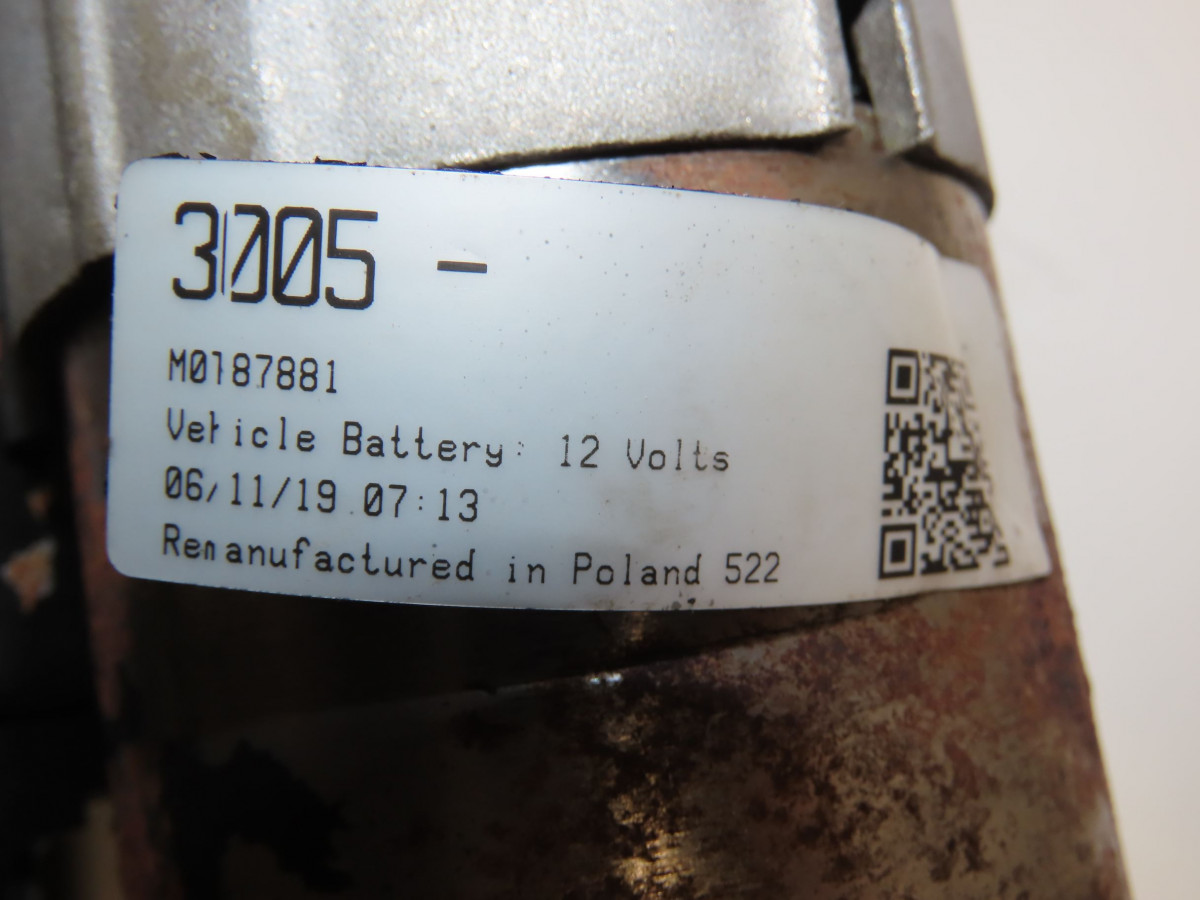 3005 -
M0187881
Vehicle Battery: 12 Volts
06/11/19 07:13
Remanufactured in Poland 522